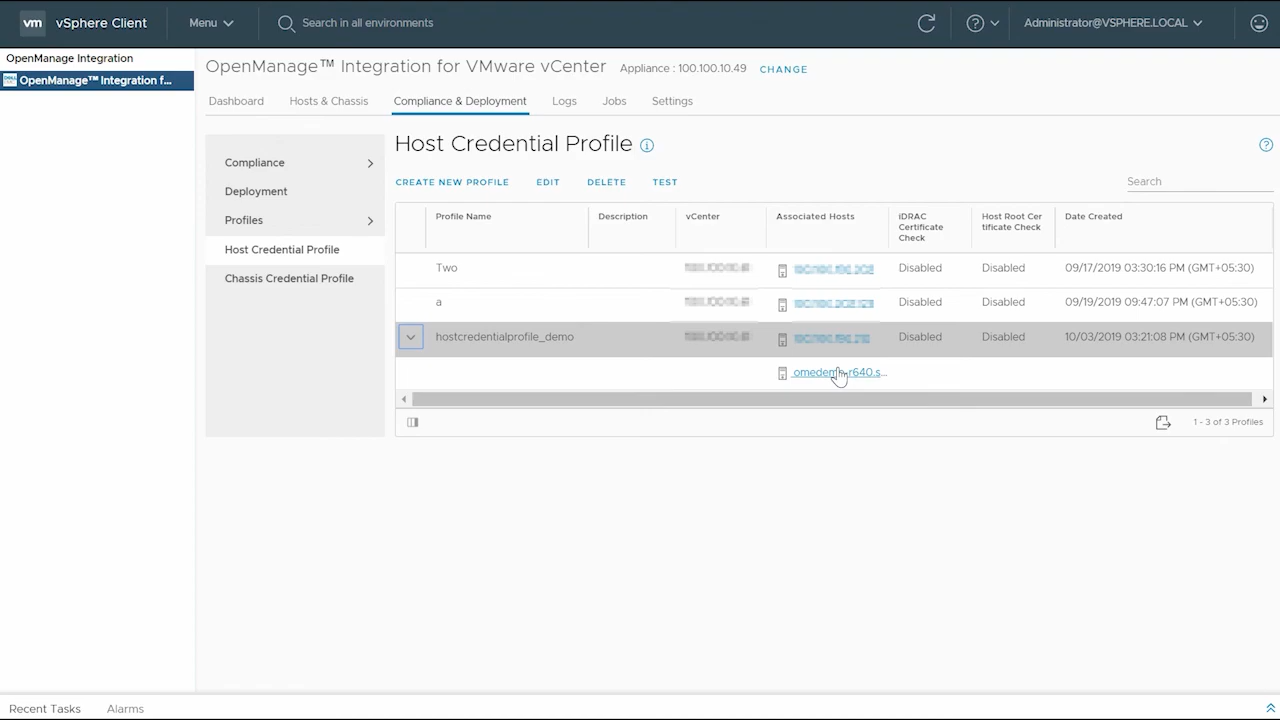 vm vSphere Client Menu Search in all environments Administrator@VSPHERE.LOCAL
OpenManage Integration
OpenManage™ Integration f...
OpenManage™ Integration for VMware vCenter Appliance : 100.100.10.49 CHANGE
Dashboard Hosts & Chassis Compliance & Deployment Logs Jobs Settings
Compliance
Deployment
Profiles
Host Credential Profile
Chassis Credential Profile
Host Credential Profile
CREATE NEW PROFILE EDIT DELETE TEST Search
Profile Name Description vCenter Associated Hosts iDRAC Certificate Check Host Root Cer tificate Check Date Created
Two Disabled Disabled 09/17/2019 03:30:16 PM (GMT+05:30)
a Disabled Disabled 09/19/2019 09:47:07 PM (GMT+05:30)
hostcredentialprofile_demo Disabled Disabled 10/03/2019 03:21:08 PM (GMT+05:30)
1 - 3 of 3 Profiles
Recent Tasks Alarms